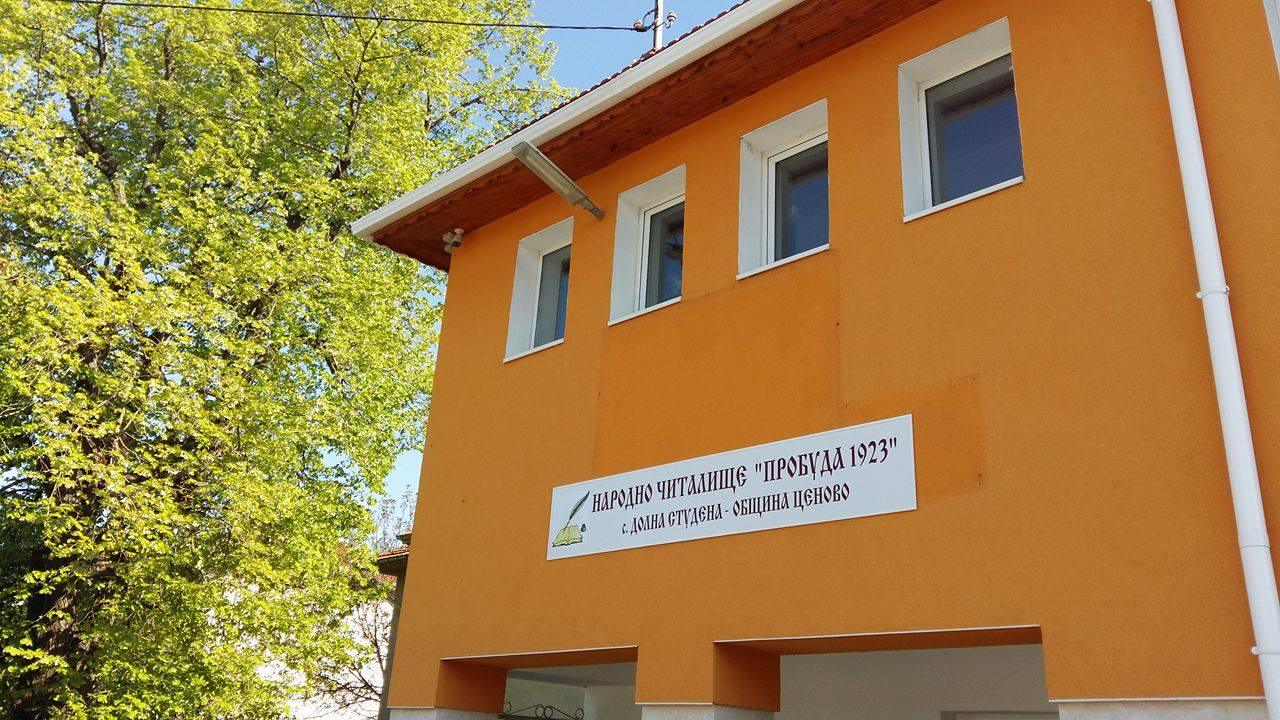 НАРОДНО ЧИТАЛИЩЕ "ПРОБУДА 1923"
с. ДОЛНА СТУДЕНА - ОБЩИНА ЦЕНОВО